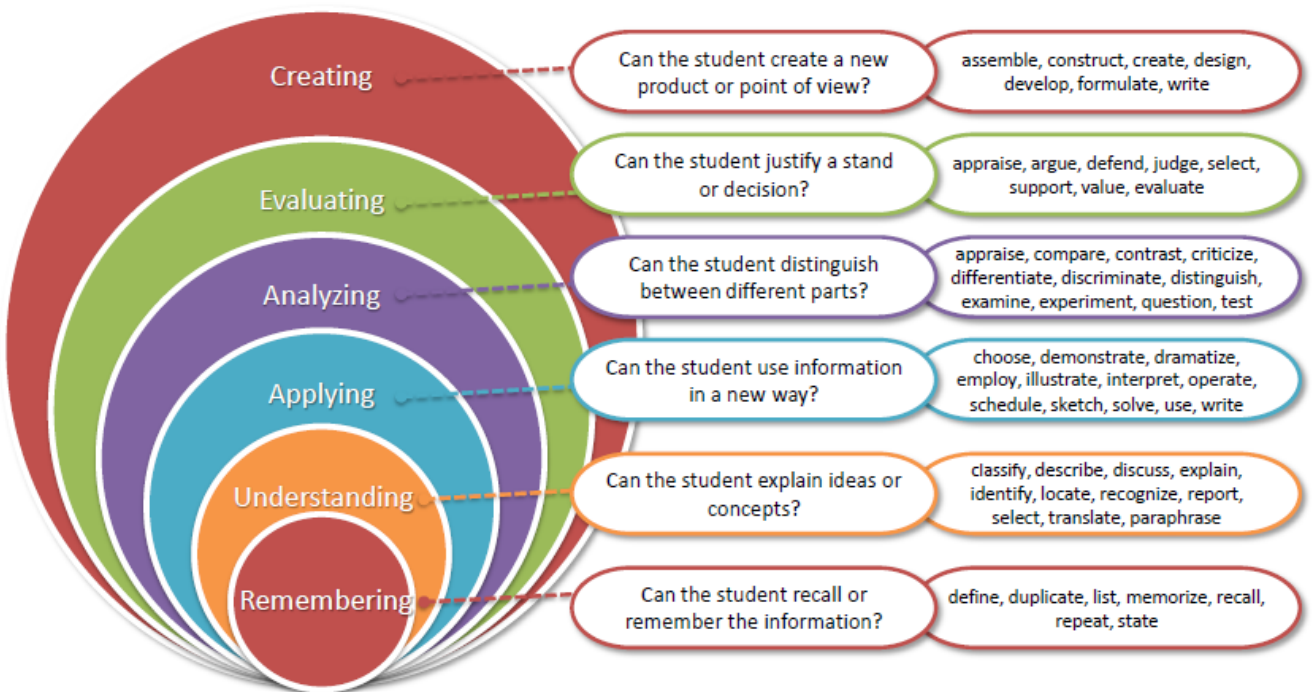 Creating
Can the student create a new
product or point of view?
assemble, construct, create, design,
develop, formulate, write
Evaluating
Can the student justify a stand
or decision?
appraise, argue, defend, judge, select,
support, value, evaluate
Analyzing
Can the student distinguish
between different parts?
appraise, compare, contrast, criticize,
differentiate, discriminate, distinguish,
examine, experiment, question, test
Applying
Can the student use information
in a new way?
choose, demonstrate, dramatize,
employ, illustrate, interpret, operate,
schedule, sketch, solve, use, write
Understanding
Can the student explain ideas or
concepts?
classify, describe, discuss, explain,
identify, locate, recognize, report,
select, translate, paraphrase
Remembering
Can the student recall or
remember the information?
define, duplicate, list, memorize, recall,
repeat, state